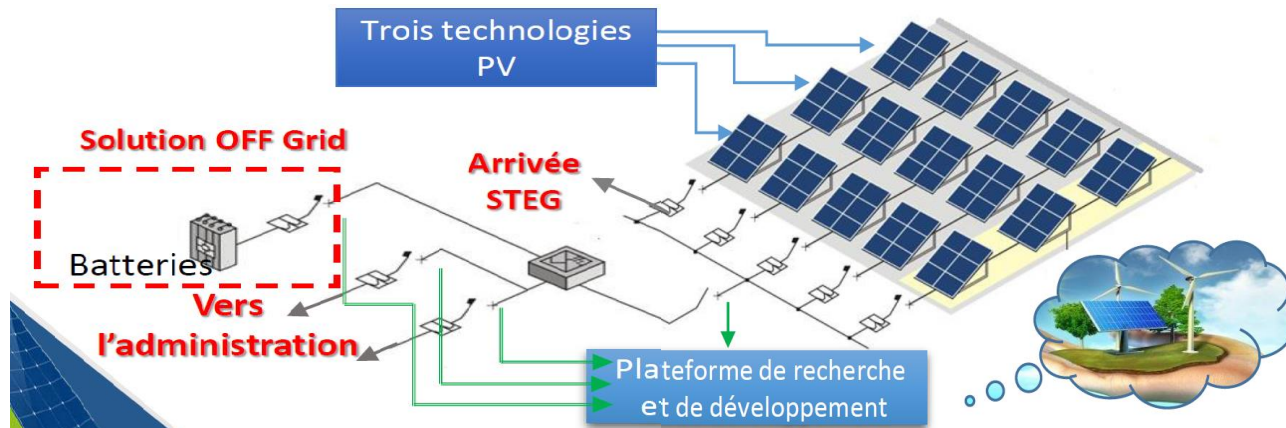 Trois technologies
PV
Solution OFF Grid
Arrivée
STEG
Batteries
Vers
l’administration
Plateforme de recherche
et de développement